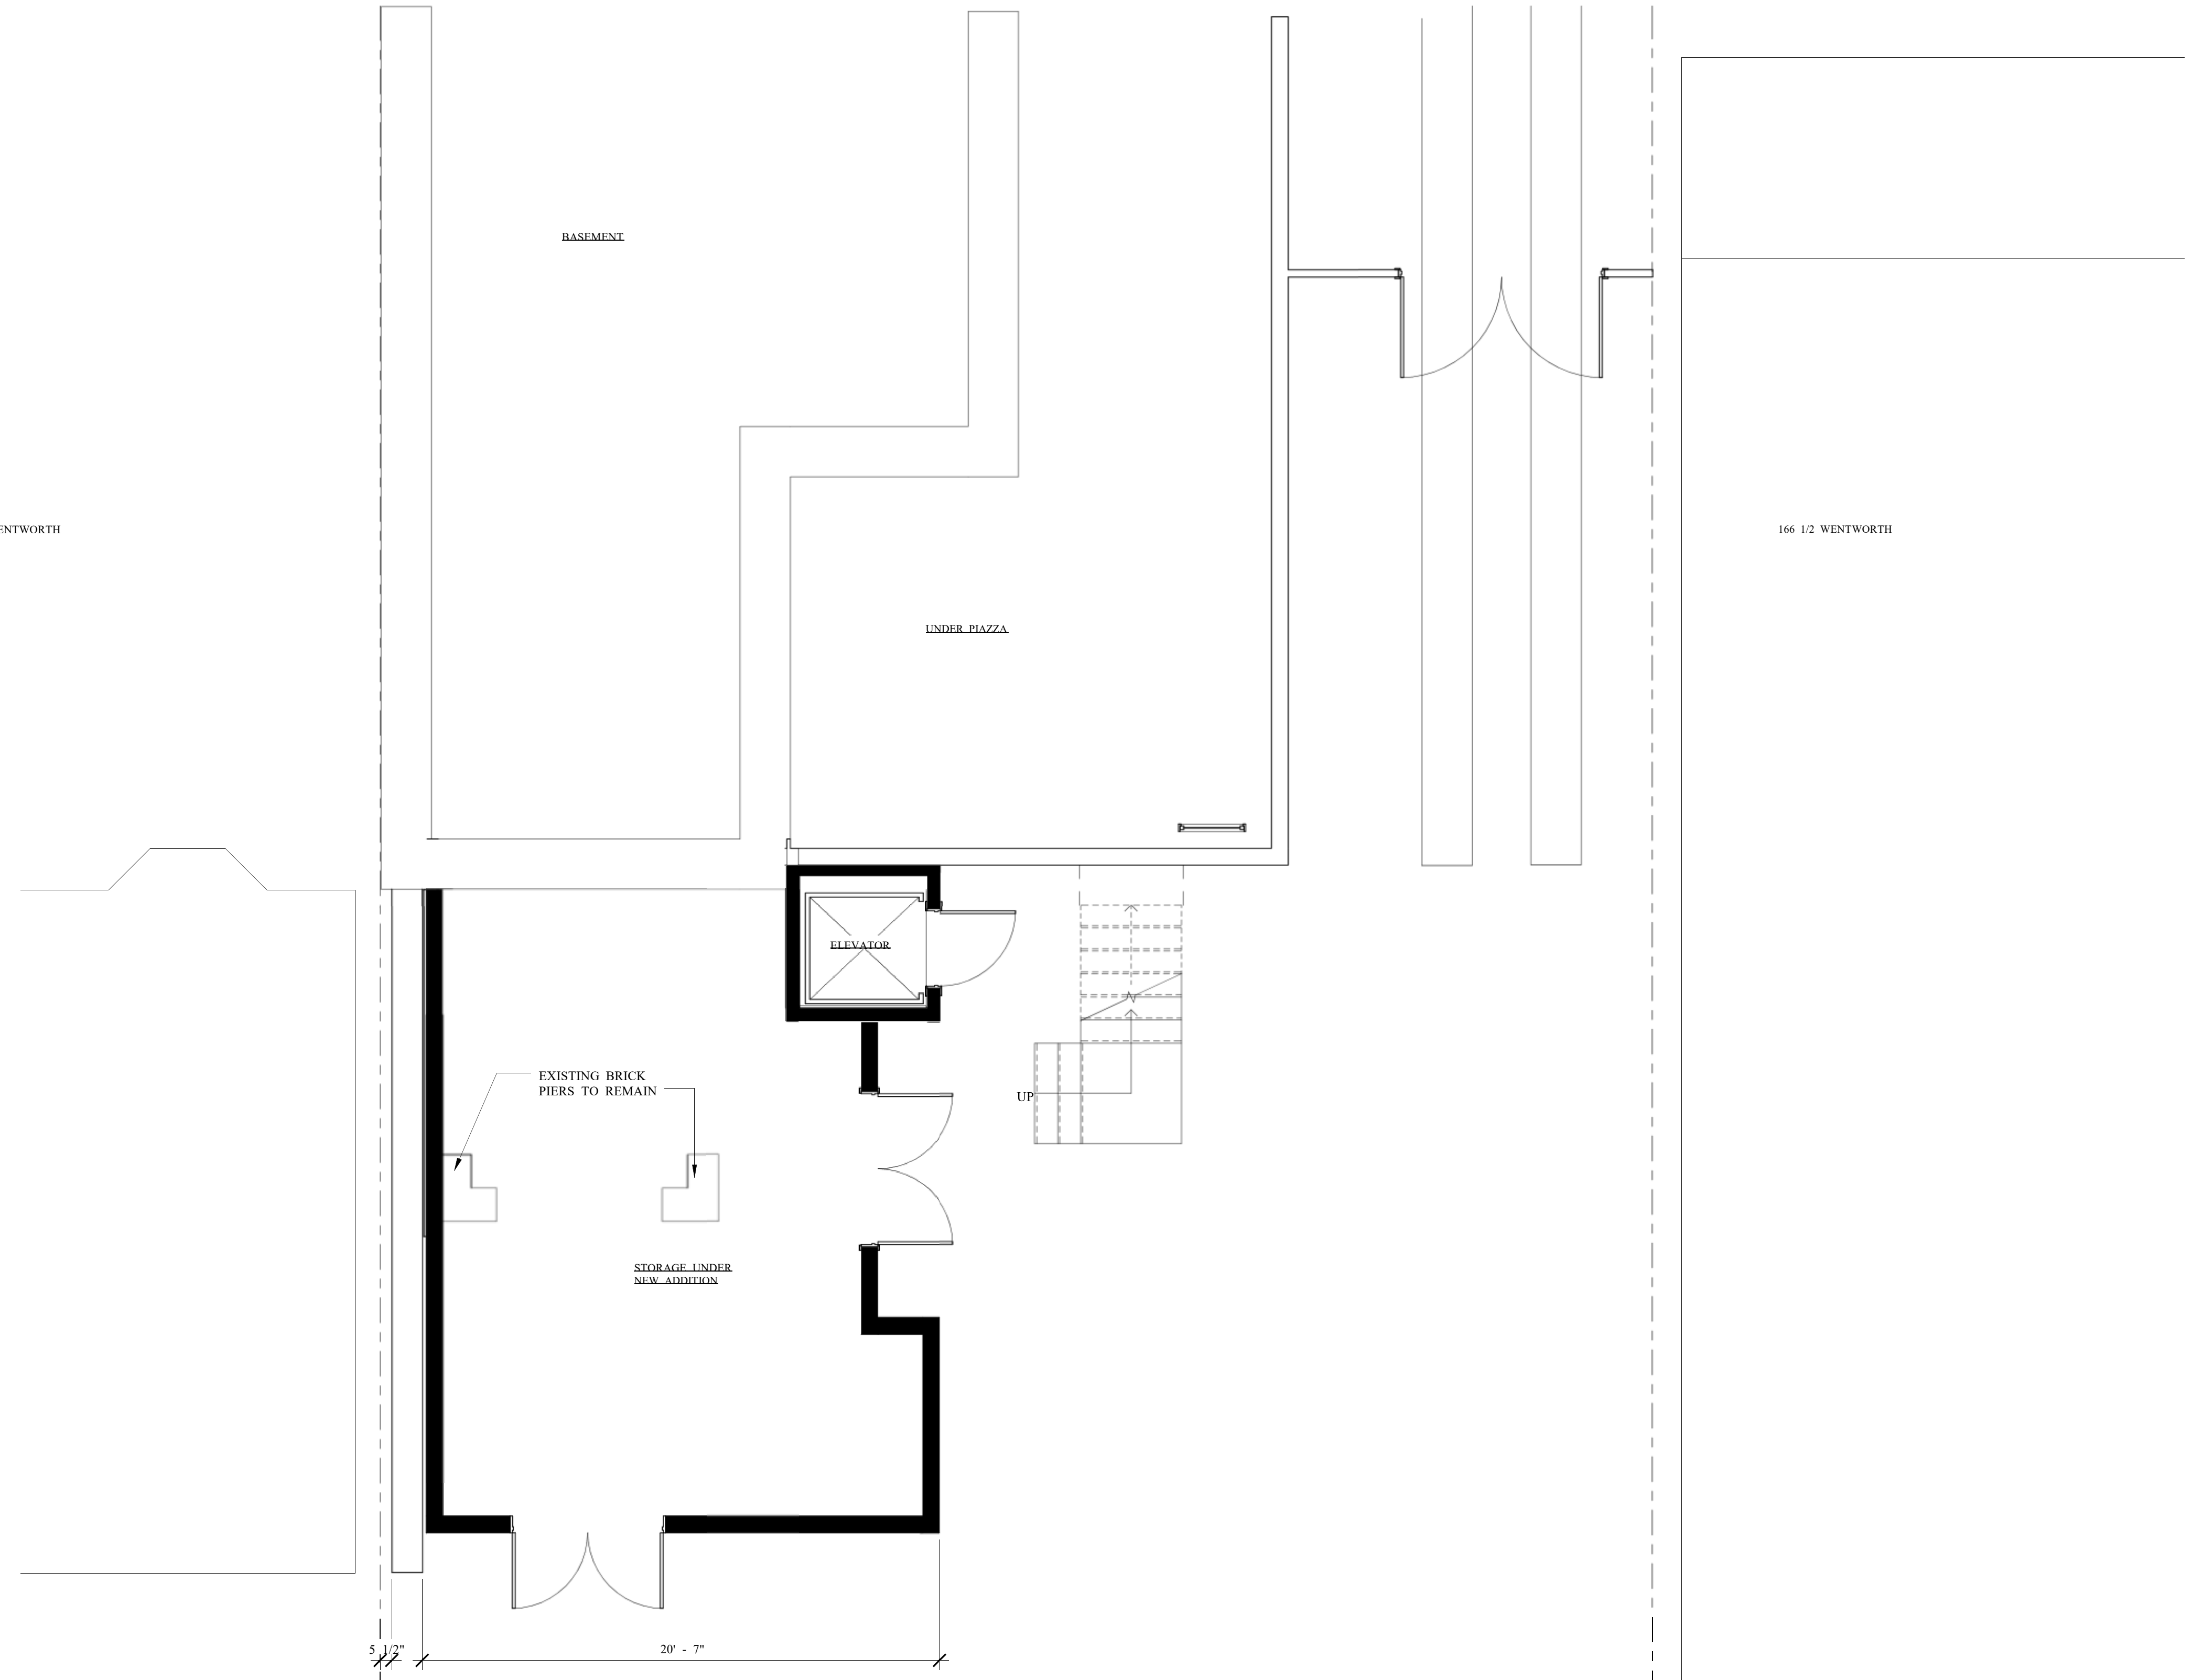 BASEMENT
ENTWORTH
166 1/2 WENTWORTH
UNDER PIAZZA
ELEVATOR
EXISTING BRICK
PIERS TO REMAIN
UP
STORAGE UNDER
NEW ADDITION
5 1/2"
20' - 7"